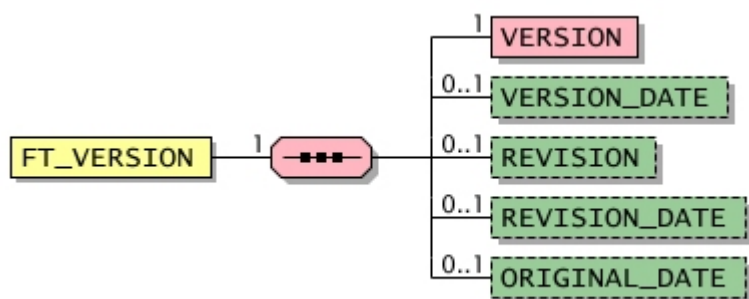 1 VERSION
0..1 VERSION_DATE
FT_VERSION 1 0..1 REVISION
0..1 REVISION_DATE
0..1 ORIGINAL_DATE